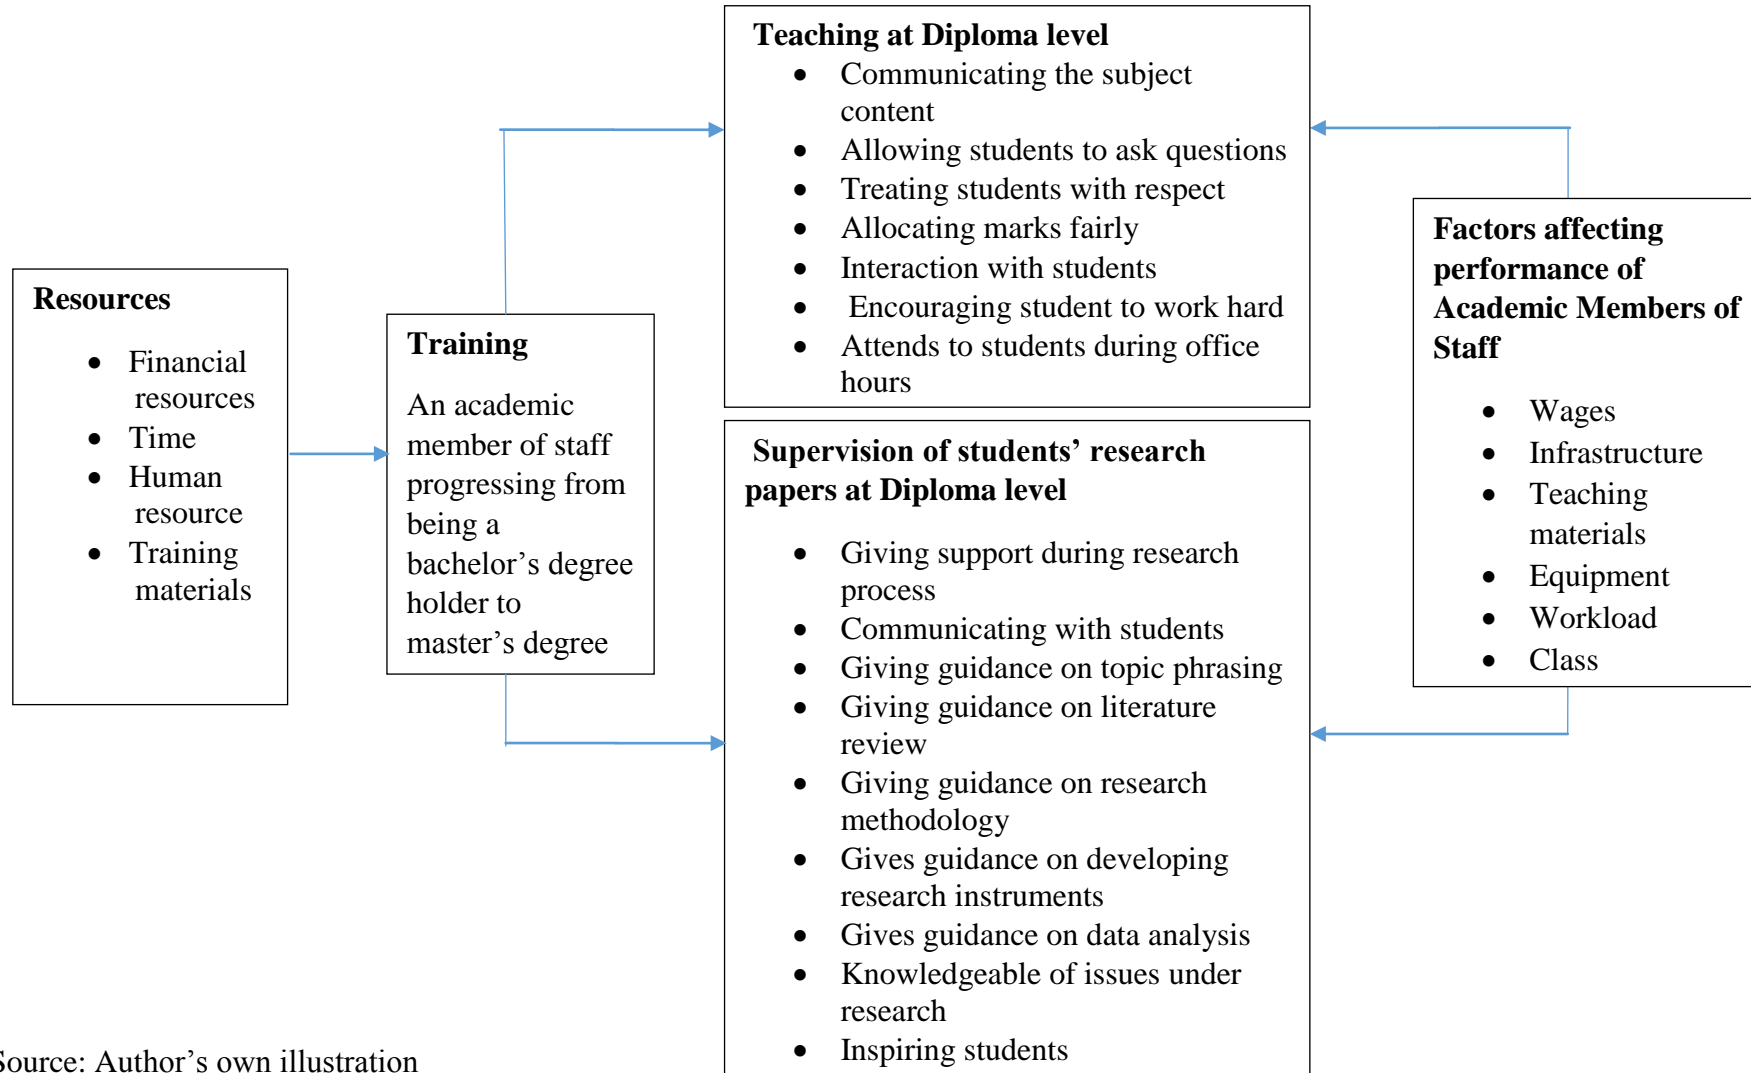 Resources
• Financial
resources
• Time
• Human
resource
• Training
materials
Training
An academic
member of staff
progressing from
being a
bachelor’s degree
holder to
master’s degree
Teaching at Diploma level
• Communicating the subject
content
• Allowing students to ask questions
• Treating students with respect
• Allocating marks fairly
• Interaction with students
• Encouraging student to work hard
• Attends to students during office
hours
Supervision of students’ research
papers at Diploma level
• Giving support during research
process
• Communicating with students
• Giving guidance on topic phrasing
• Giving guidance on literature
review
• Giving guidance on research
methodology
• Gives guidance on developing
research instruments
• Gives guidance on data analysis
• Knowledgeable of issues under
research
• Inspiring students
Factors affecting
performance of
Academic Members of
Staff
• Wages
• Infrastructure
• Teaching
materials
• Equipment
• Workload
• Class
Source: Author’s own illustration